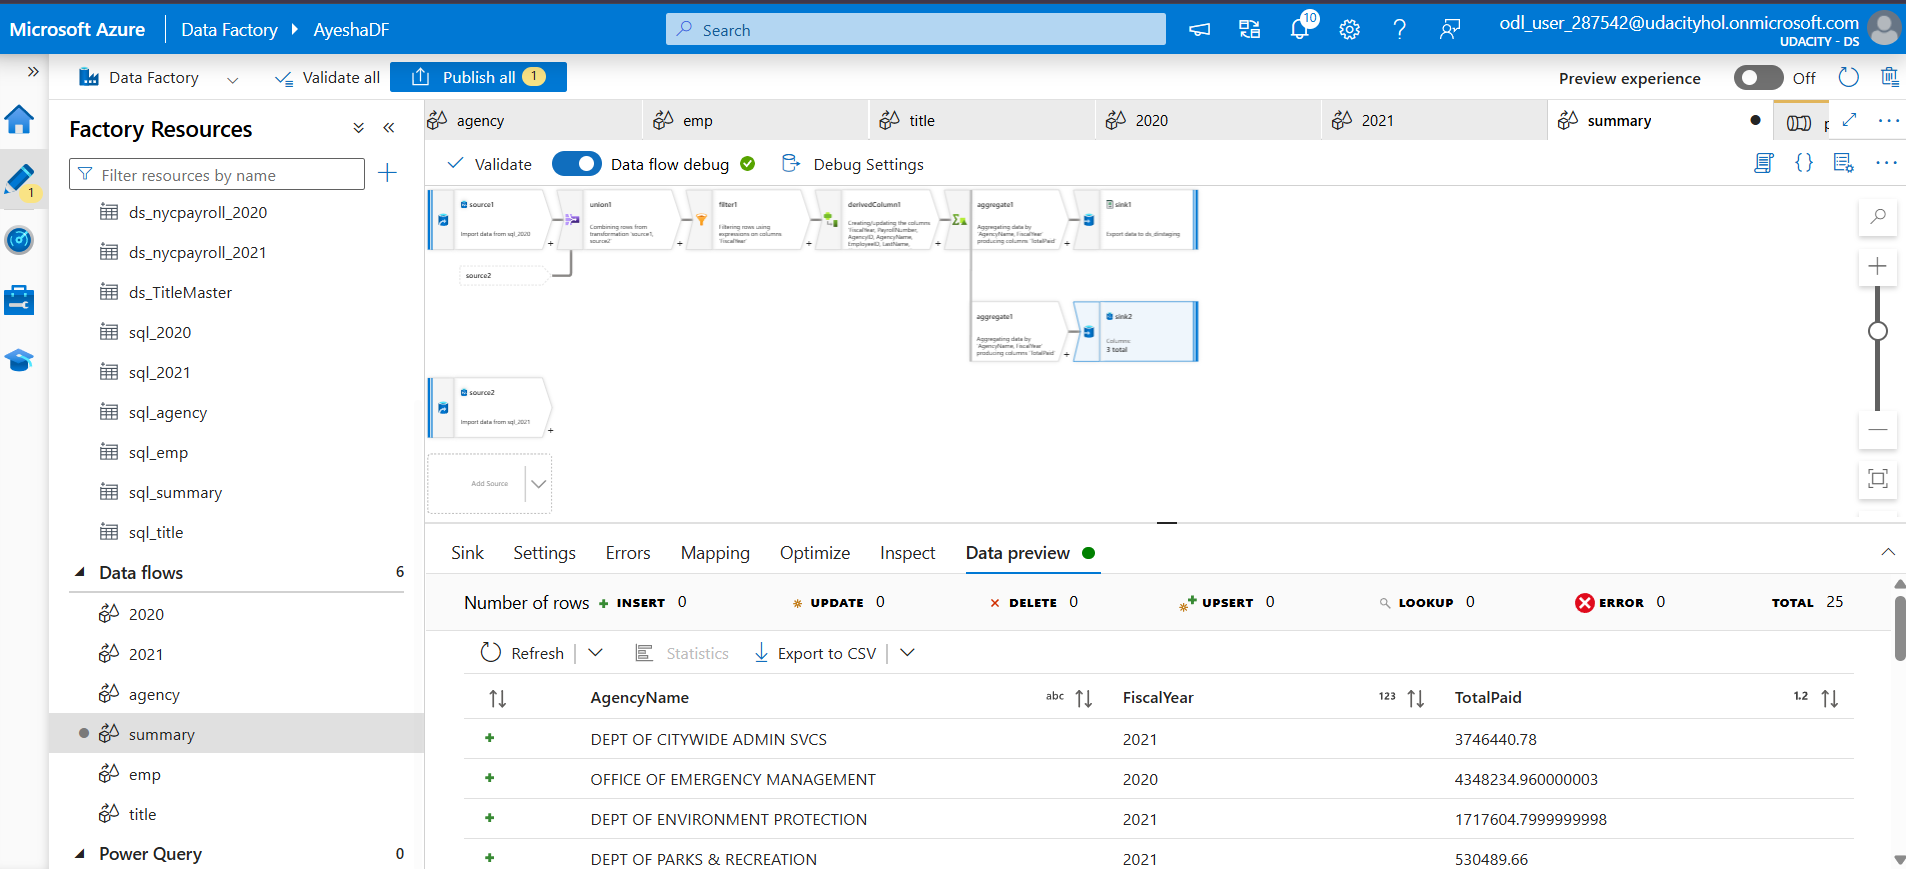 Microsoft Azure
Data Factory
AyeshaDF
Search
10
odl_user_287542@udacityhol.onmicrosoft.com
UDACITY - DS
Data Factory
Validate all
Publish all 1
Preview experience
Off
1
Factory Resources
Filter resources by name
ds_nycpayroll_2020
ds_nycpayroll_2021
ds_TitleMaster
sql_2020
sql_2021
sql_agency
sql_emp
sql_summary
sql_title
Data flows 6
2020
2021
agency
summary
emp
title
Power Query 0
agency
emp
title
2020
2021
summary
Validate
Data flow debug
Debug Settings
source1
Import data from sql_2020
union1
Combining rows from
transformation 'source1,
source2'
filter1
Filtering rows using
expressions on columns
'FiscalYear'
derivedColumn1
Creating/updating the columns
'FiscalYear, PayrollNumber,
AgencyID, AgencyName,
EmployeeID, LastName,
aggregate1
Aggregating data by
'AgencyName, FiscalYear'
producing columns 'TotalPaid'
sink1
Export data to ds_dirstaging
source2
aggregate1
Aggregating data by
'AgencyName, FiscalYear'
producing columns 'TotalPaid'
sink2
Columns:
3 total
source2
Import data from sql_2021
Add Source
Sink
Settings
Errors
Mapping
Optimize
Inspect
Data preview
Number of rows + INSERT 0
UPDATE 0
DELETE 0
UPSERT 0
LOOKUP 0
ERROR 0
TOTAL 25
Refresh
Statistics
Export to CSV
AgencyName abc
FiscalYear 123
TotalPaid 1.2
DEPT OF CITYWIDE ADMIN SVCS 2021 3746440.78
OFFICE OF EMERGENCY MANAGEMENT 2020 4348234.960000003
DEPT OF ENVIRONMENT PROTECTION 2021 1717604.7999999998
DEPT OF PARKS & RECREATION 2021 530489.66